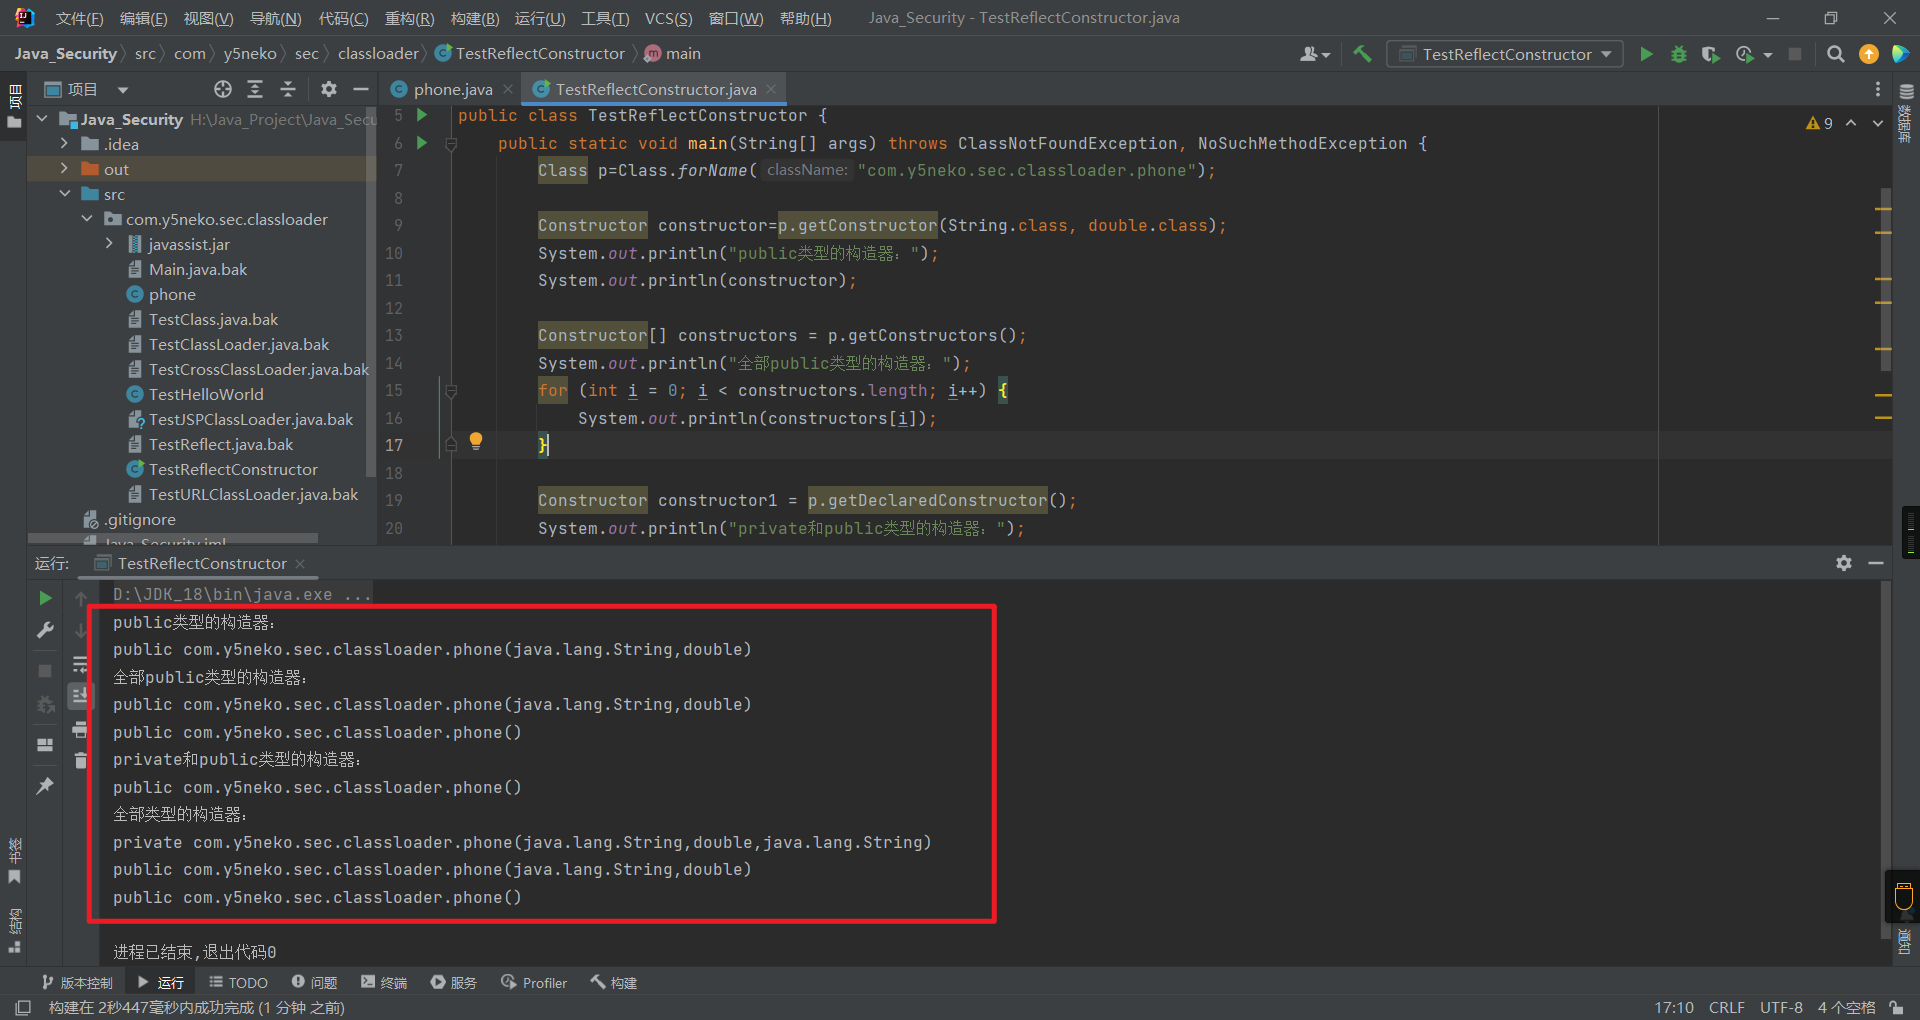 文件(F) 编辑(E) 视图(V) 导航(N) 代码(C) 重构(R) 构建(B) 运行(U) 工具(T) VCS(S) 窗口(W) 帮助(H) Java_Security - TestReflectConstructor.java
Java_Security src com y5neko sec classloader TestReflectConstructor main
TestReflectConstructor
项目
项目
phone.java
TestReflectConstructor.java
数据库
Java_Security H:\Java_Project\Java_Secu
.idea
out
src
com.y5neko.sec.classloader
javassist.jar
Main.java.bak
phone
TestClass.java.bak
TestClassLoader.java.bak
TestCrossClassLoader.java.bak
TestHelloWorld
TestJSPClassLoader.java.bak
TestReflect.java.bak
TestReflectConstructor
TestURLClassLoader.java.bak
.gitignore
Java_Security.iml
9
5 public class TestReflectConstructor {
6 public static void main(String[] args) throws ClassNotFoundException, NoSuchMethodException {
7 Class p=Class.forName( className: "com.y5neko.sec.classloader.phone");
8
9 Constructor constructor=p.getConstructor(String.class, double.class);
10 System.out.println("public类型的构造器：");
11 System.out.println(constructor);
12
13 Constructor[] constructors = p.getConstructors();
14 System.out.println("全部public类型的构造器：");
15 for (int i = 0; i < constructors.length; i++) {
16 System.out.println(constructors[i]);
17 }
18
19 Constructor constructor1 = p.getDeclaredConstructor();
20 System.out.println("private和public类型的构造器：");
运行: TestReflectConstructor
D:\JDK_18\bin\java.exe ...
public类型的构造器：
public com.y5neko.sec.classloader.phone(java.lang.String,double)
全部public类型的构造器：
public com.y5neko.sec.classloader.phone(java.lang.String,double)
public com.y5neko.sec.classloader.phone()
private和public类型的构造器：
public com.y5neko.sec.classloader.phone()
全部类型的构造器：
private com.y5neko.sec.classloader.phone(java.lang.String,double,java.lang.String)
public com.y5neko.sec.classloader.phone(java.lang.String,double)
public com.y5neko.sec.classloader.phone()
进程已结束,退出代码0
书签
结构
通知
版本控制 运行 TODO 问题 终端 服务 Profiler 构建
构建在 2秒447毫秒内成功完成 (1 分钟 之前)
17:10 CRLF UTF-8 4 个空格